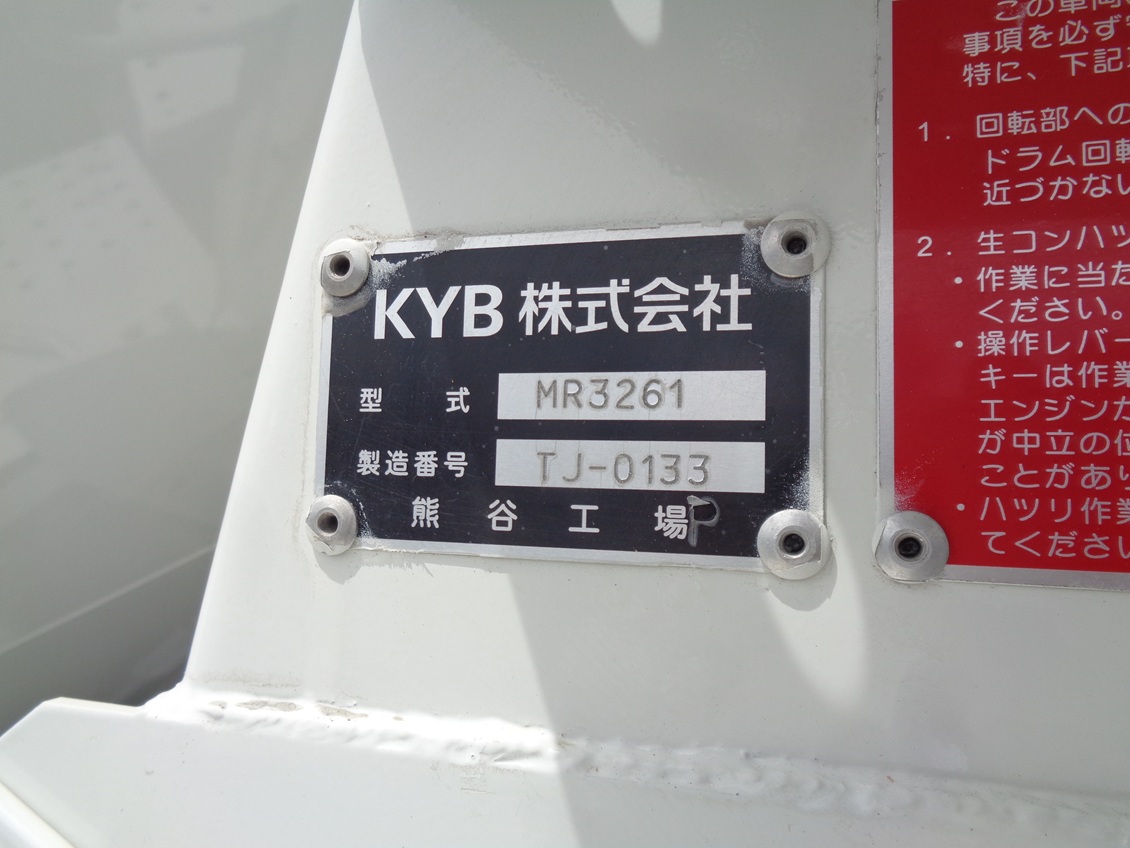 KYB 株式会社
型 式 MR3261
製造番号 TJ-0133
熊谷工場 P
この車両
事項を必ず
特に、下記
1. 回転部への
ドラム回転
近づかない
2. 生コンハッ
・作業に当た
ください。
・操作レバー
キーは作業
エンジンが
が中立の位
ことがあり
・ハツリ作業
てください